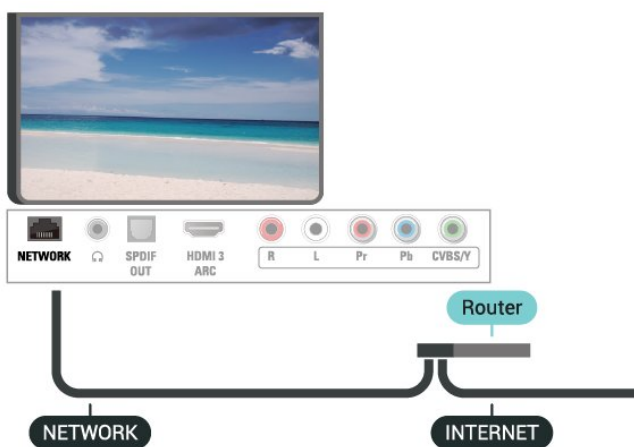 NETWORK
SPDIF OUT
HDMI 3 ARC
R
L
Pr
Pb
CVBS/Y
Router
NETWORK
INTERNET